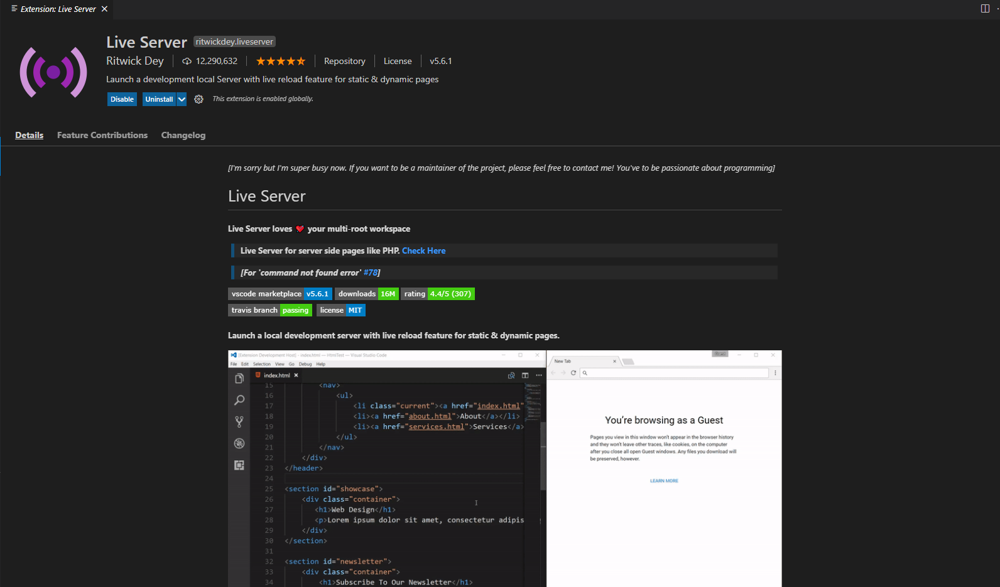 Extension: Live Server
Live Server ritwickdey.liveserver
Ritwick Dey 12,290,632 Repository License v5.6.1
Launch a development local Server with live reload feature for static & dynamic pages
Disable Uninstall This extension is enabled globally.
Details Feature Contributions Changelog
[I'm sorry but I'm super busy now. If you want to be a maintainer of the project, please feel free to contact me! You've to be passionate about programming]
Live Server
Live Server loves ❤ your multi-root workspace
Live Server for server side pages like PHP. Check Here
[For 'command not found error' #78]
vscode marketplace v5.6.1 downloads 16M rating 4.4/5 (307)
travis branch passing license MIT
Launch a local development server with live reload feature for static & dynamic pages.
[Extension Development Host] - index.html — HtmlTest — Visual Studio Code
File Edit Selection View Go Debug Help
index.html
15 <nav>
16 <ul>
17 <li class="current"><a href="index.html"
18 <li><a href="about.html">About</a></li>
19 <li><a href="services.html">Services</a>
20 </ul>
21 </nav>
22 </div>
23 </header>
24
25 <section id="showcase">
26 <div class="container">
27 <h1>Web Design</h1>
28 <p>Lorem ipsum dolor sit amet, consectetur adipis
29 </div>
30 </section>
31
32 <section id="newsletter">
33 <div class="container">
34 <h1>Subscribe To Our Newsletter</h1>
New Tab
You're browsing as a Guest
Pages you view in this window won't appear in the browser history
and they won't leave other traces, like cookies, on the computer
after you close all open Guest windows. Any files you download will
be preserved, however.
LEARN MORE